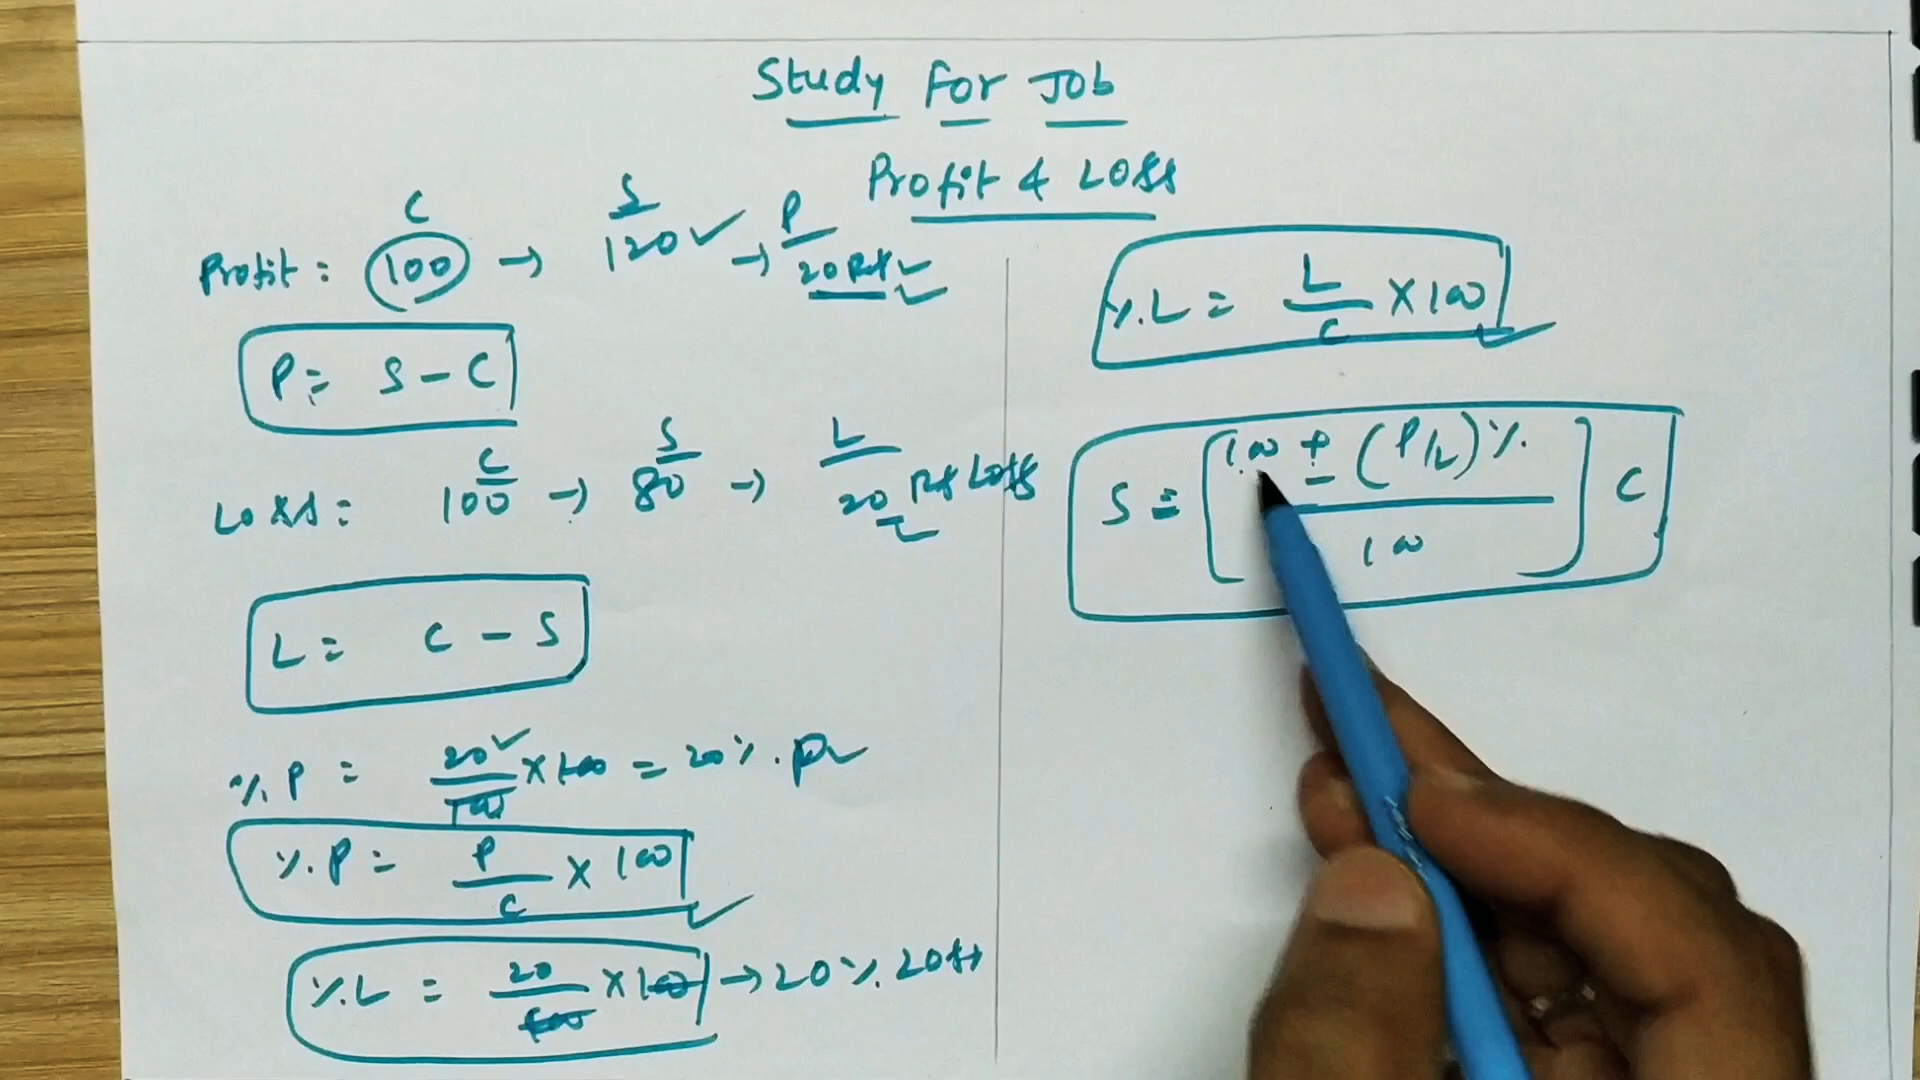 Study For Job
Profit & Loss
C S P
Profit : 100 → 120 ✓ → 20 Rs ✓
P = S - C
C S L
Loss : 100 → 80 → 20 Rs Loss
L = C - S
% P = 20/100 × 100 = 20 % . P
% P = P/C × 100
% L = 20/100 × 100 → 20 % Loss
% L = L/C × 100
S = [100 ± (P/L) % / 100] C